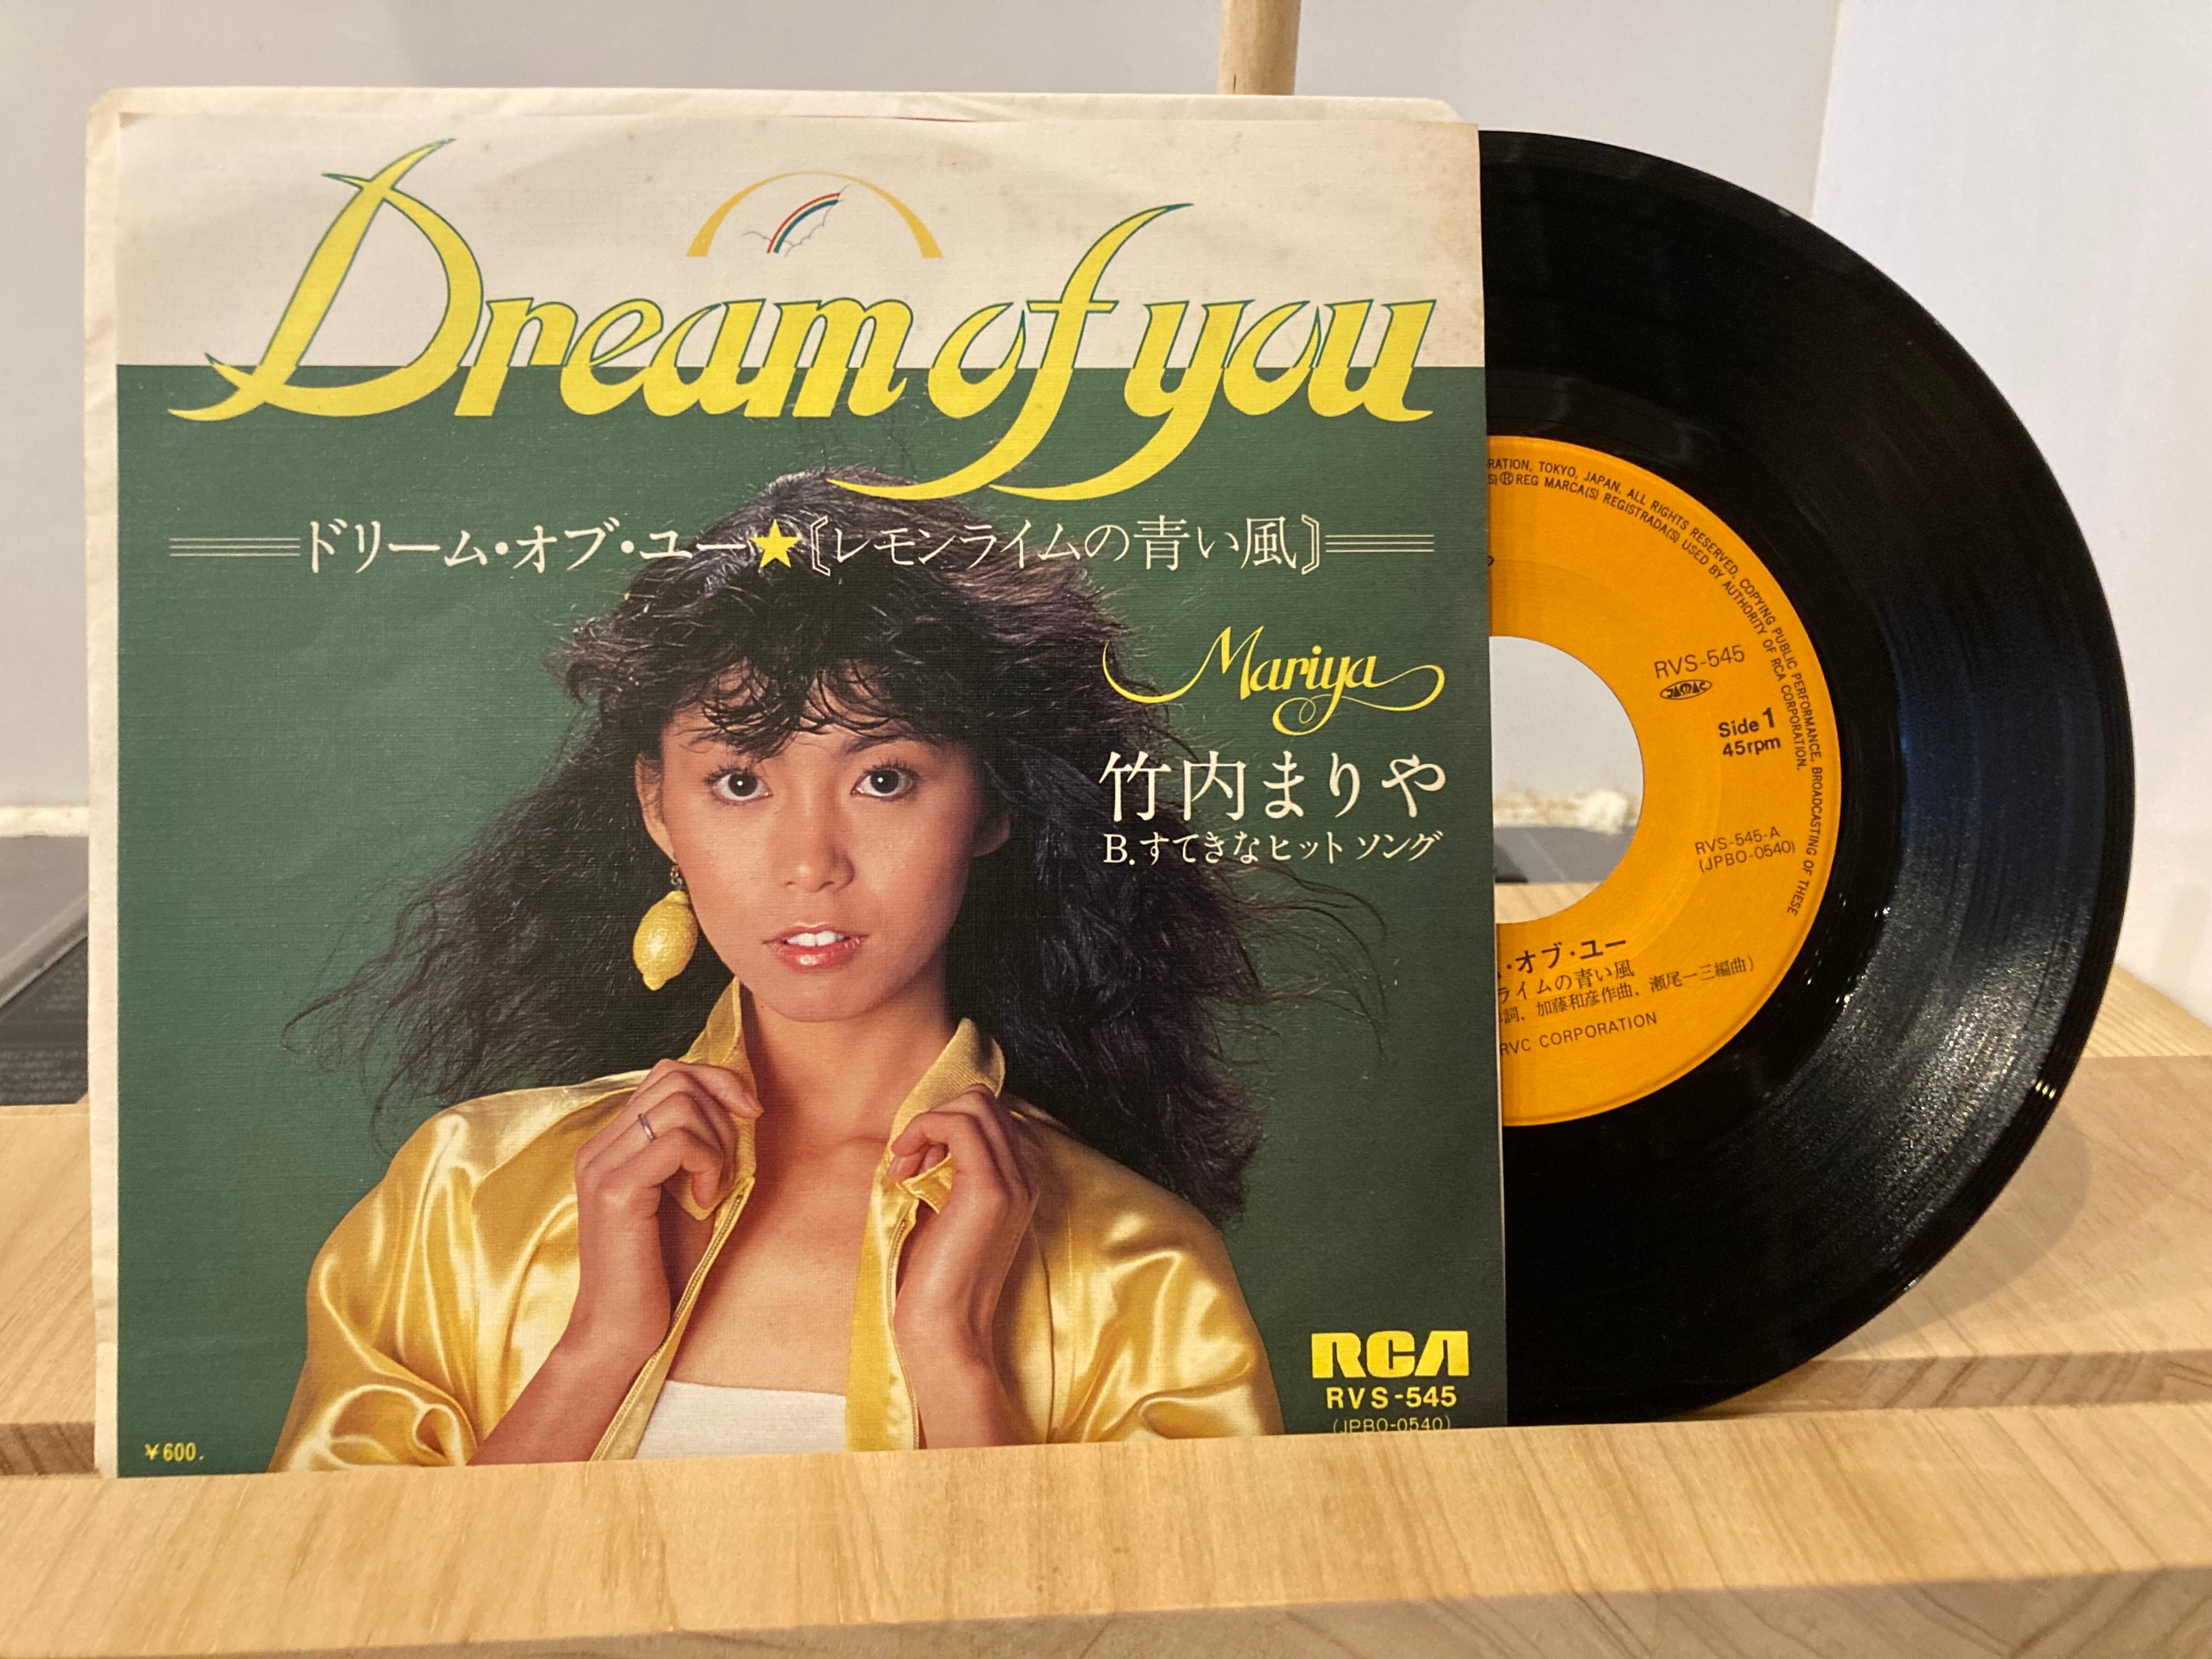 Dream of you
ドリーム・オブ・ユー★〘レモンライムの青い風〙
Mariya
竹内まりや
B.すてきなヒットソング
RCA
RVS-545
(JPBO-0540)
¥600.
RATION, TOKYO, JAPAN. ALL RIGHTS RESERVED. COPYING PUBLIC PERFORMANCE, BROADCASTING OF THESE
S)®REG MARCA(S) REGISTRADA(S) USED BY AUTHORITY OF RCA CORPORATION.
RVS-545
JAMAC
Side 1
45rpm
RVS-545-A
(JPBO-0540)
・オブ・ユー
ライムの青い風
詞、加藤和彦作曲、瀬尾一三編曲)
RVC CORPORATION